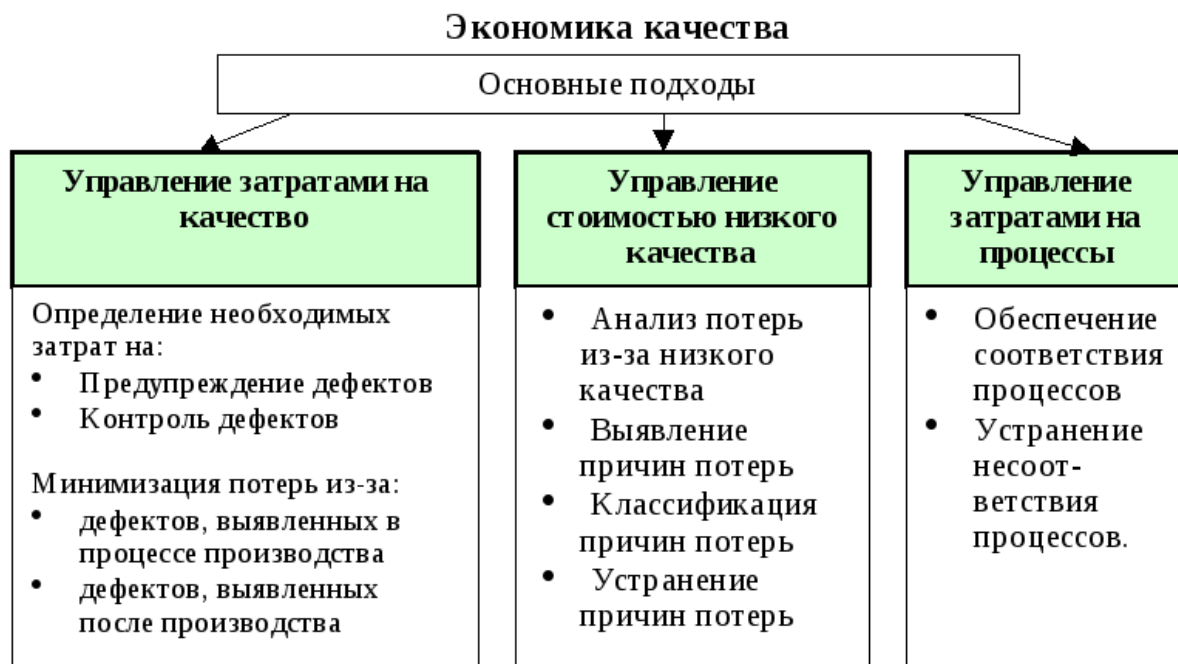 Экономика качества
Основные подходы
Управление затратами на
качество
Определение необходимых
затрат на:
• Предупреждение дефектов
• Контроль дефектов
Минимизация потерь из-за:
• дефектов, выявленных в
процессе производства
• дефектов, выявленных
после производства
Управление
стоимостью низкого
качества
• Анализ потерь
из-за низкого
качества
• Выявление
причин потерь
• Классификация
причин потерь
• Устранение
причин потерь
Управление
затратами на
процессы
• Обеспечение
соответствия
процессов
• Устранение
несоот-
ветствия
процессов.